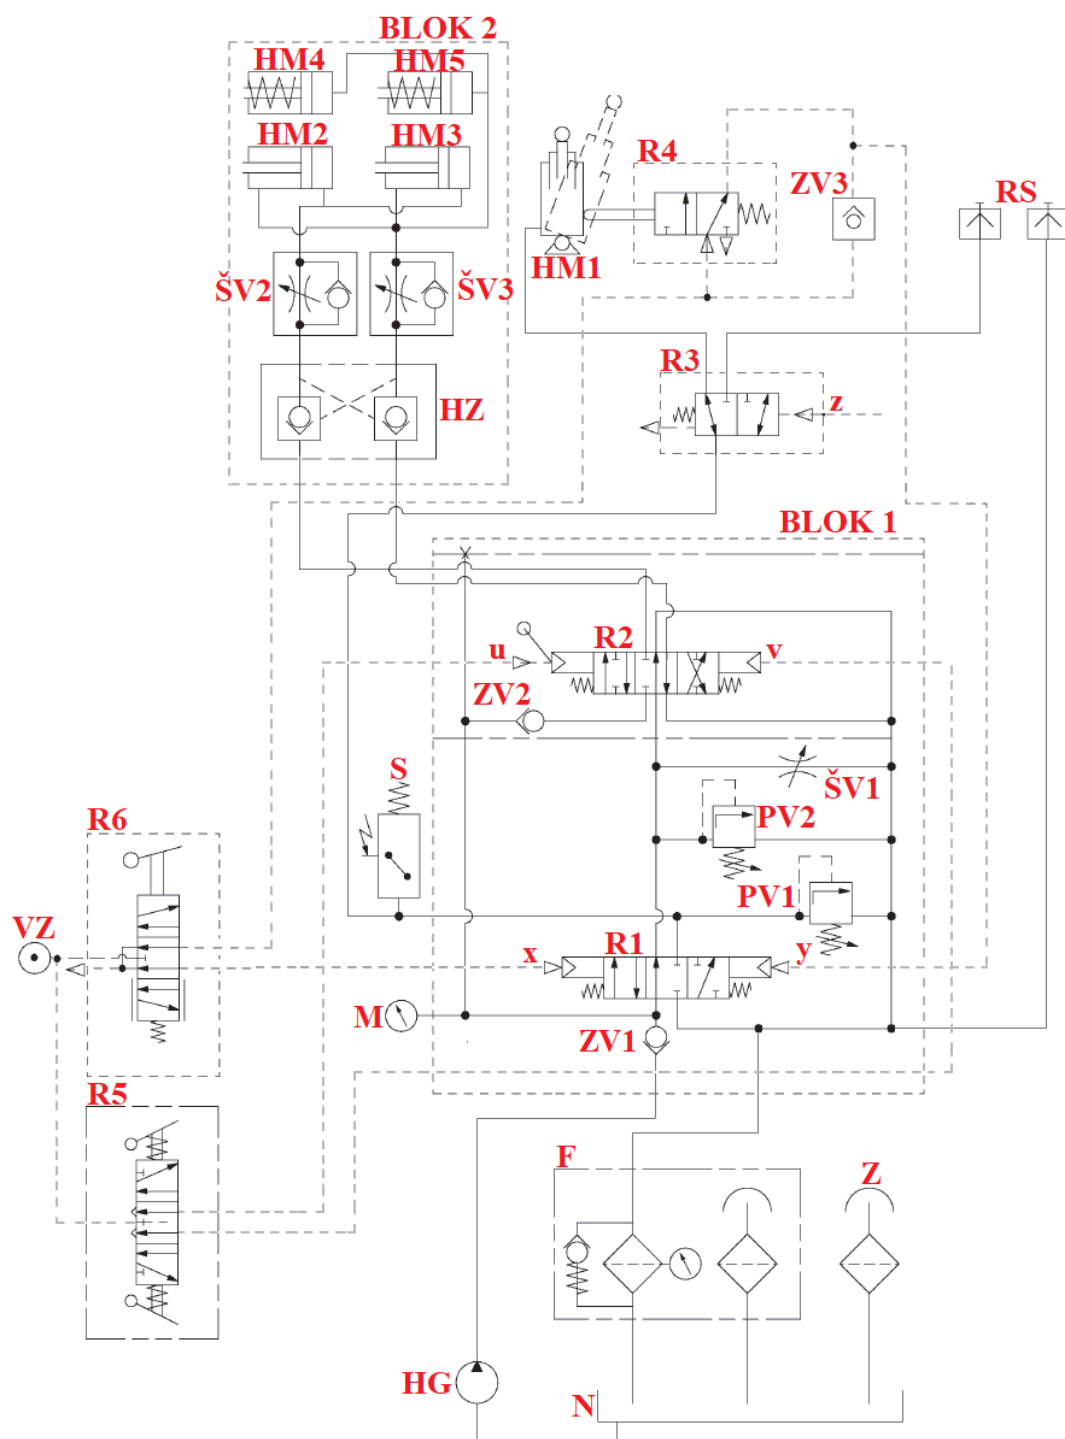 BLOK 2
HM4 HM5
HM2 HM3
R4
ZV3
RS
HM1
ŠV2 ŠV3
R3
HZ
z
BLOK 1
R2
u v
ZV2
S
ŠV1
R6
PV2
PV1
VZ
R1
x y
M
ZV1
R5
F
Z
HG
N